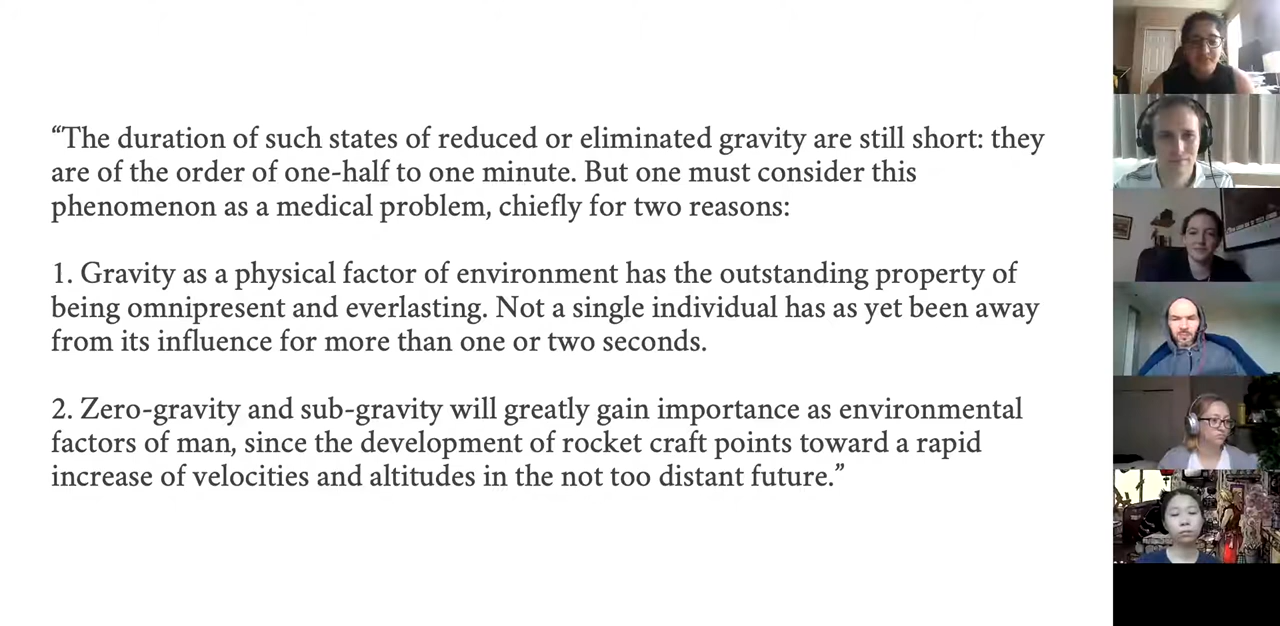 “The duration of such states of reduced or eliminated gravity are still short: they
are of the order of one-half to one minute. But one must consider this
phenomenon as a medical problem, chiefly for two reasons:
1. Gravity as a physical factor of environment has the outstanding property of
being omnipresent and everlasting. Not a single individual has as yet been away
from its influence for more than one or two seconds.
2. Zero-gravity and sub-gravity will greatly gain importance as environmental
factors of man, since the development of rocket craft points toward a rapid
increase of velocities and altitudes in the not too distant future.”